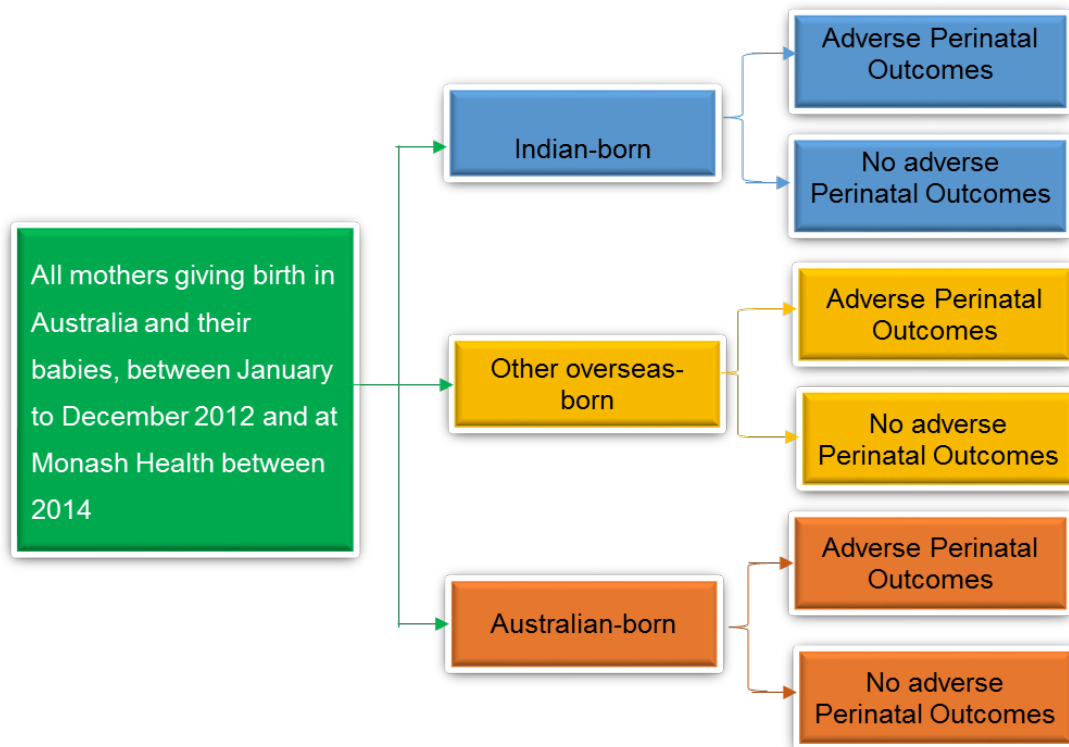 All mothers giving birth in
Australia and their
babies, between January
to December 2012 and at
Monash Health between
2014
Indian-born
Adverse Perinatal
Outcomes
No adverse
Perinatal Outcomes
Other overseas-
born
Adverse Perinatal
Outcomes
No adverse
Perinatal Outcomes
Australian-born
Adverse Perinatal
Outcomes
No adverse
Perinatal Outcomes